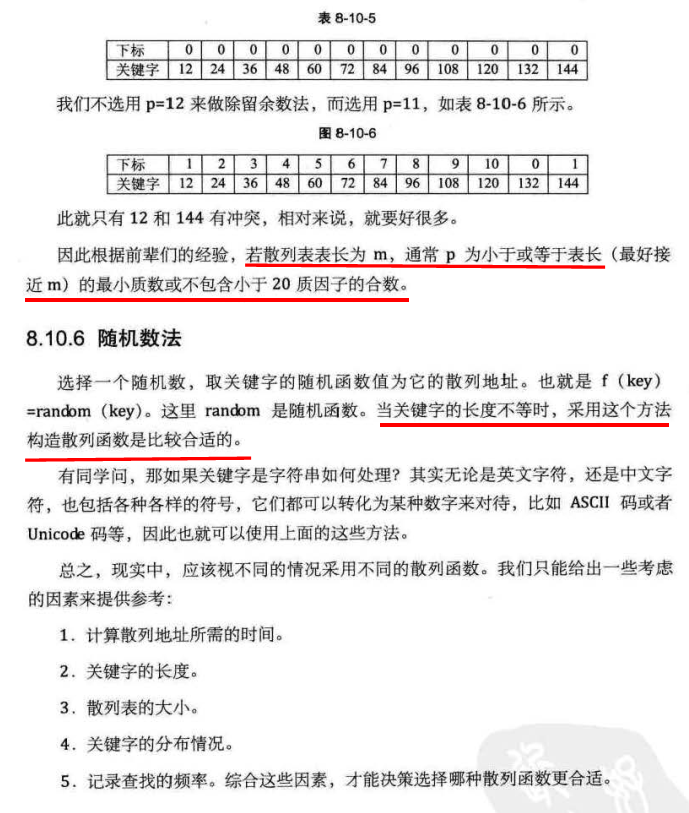 表 8-10-5
下标 0 0 0 0 0 0 0 0 0 0 0 0
关键字 12 24 36 48 60 72 84 96 108 120 132 144
我们不选用 p=12 来做除留余数法，而选用 p=11，如表 8-10-6 所示。
图 8-10-6
下标 1 2 3 4 5 6 7 8 9 10 0 1
关键字 12 24 36 48 60 72 84 96 108 120 132 144
此就只有 12 和 144 有冲突，相对来说，就要好很多。
因此根据前辈们的经验，若散列表表长为 m，通常 p 为小于或等于表长（最好接
近 m）的最小质数或不包含小于 20 质因子的合数。
8.10.6 随机数法
选择一个随机数，取关键字的随机函数值为它的散列地址。也就是 f（key）
=random（key）。这里 random 是随机函数。当关键字的长度不等时，采用这个方法
构造散列函数是比较合适的。
有同学问，那如果关键字是字符串如何处理？其实无论是英文字符，还是中文字
符，也包括各种各样的符号，它们都可以转化为某种数字来对待，比如 ASCII 码或者
Unicode 码等，因此也就可以使用上面的这些方法。
总之，现实中，应该视不同的情况采用不同的散列函数。我们只能给出一些考虑
的因素来提供参考：
1．计算散列地址所需的时间。
2．关键字的长度。
3．散列表的大小。
4．关键字的分布情况。
5．记录查找的频率。综合这些因素，才能决策选择哪种散列函数更合适。